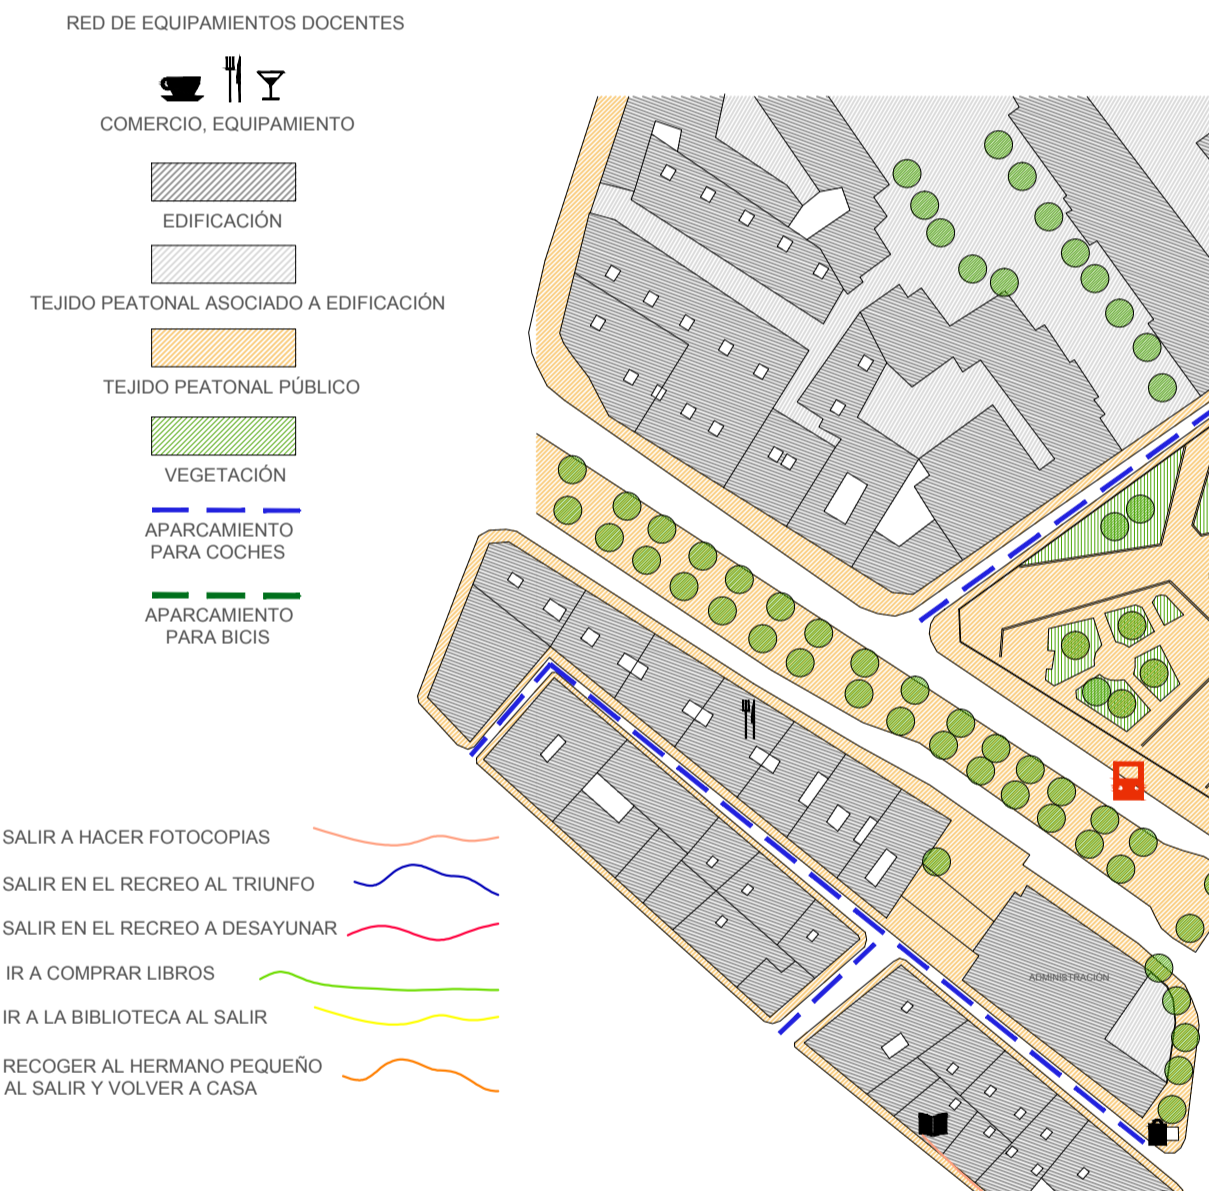 RED DE EQUIPAMIENTOS DOCENTES
COMERCIO, EQUIPAMIENTO
EDIFICACIÓN
TEJIDO PEATONAL ASOCIADO A EDIFICACIÓN
TEJIDO PEATONAL PÚBLICO
VEGETACIÓN
APARCAMIENTO
PARA COCHES
APARCAMIENTO
PARA BICIS
SALIR A HACER FOTOCOPIAS
SALIR EN EL RECREO AL TRIUNFO
SALIR EN EL RECREO A DESAYUNAR
IR A COMPRAR LIBROS
IR A LA BIBLIOTECA AL SALIR
RECOGER AL HERMANO PEQUEÑO
AL SALIR Y VOLVER A CASA
ADMINISTRACIÓN